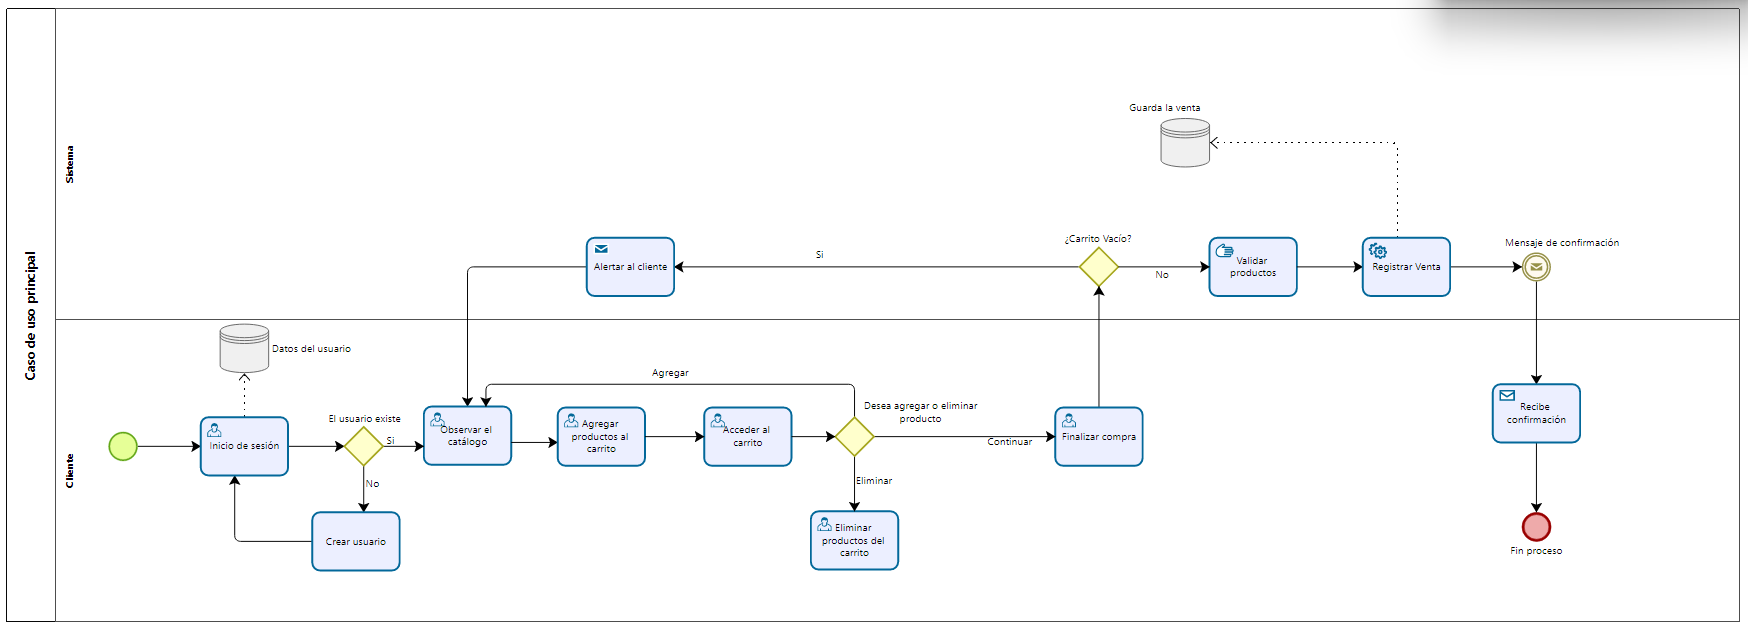 Caso de uso principal
Sistema
Guarda la venta
¿Carrito Vacío?
Mensaje de confirmación
Si
Alertar al cliente
No
Validar
productos
Registrar Venta
Cliente
Datos del usuario
Agregar
El usuario existe
Desea agregar o eliminar
producto
Inicio de sesión
Si
Observar el
catálogo
Agregar
productos al
carrito
Acceder al
carrito
Continuar
Finalizar compra
Recibe
confirmación
No
Eliminar
Crear usuario
Eliminar
productos del
carrito
Fin proceso